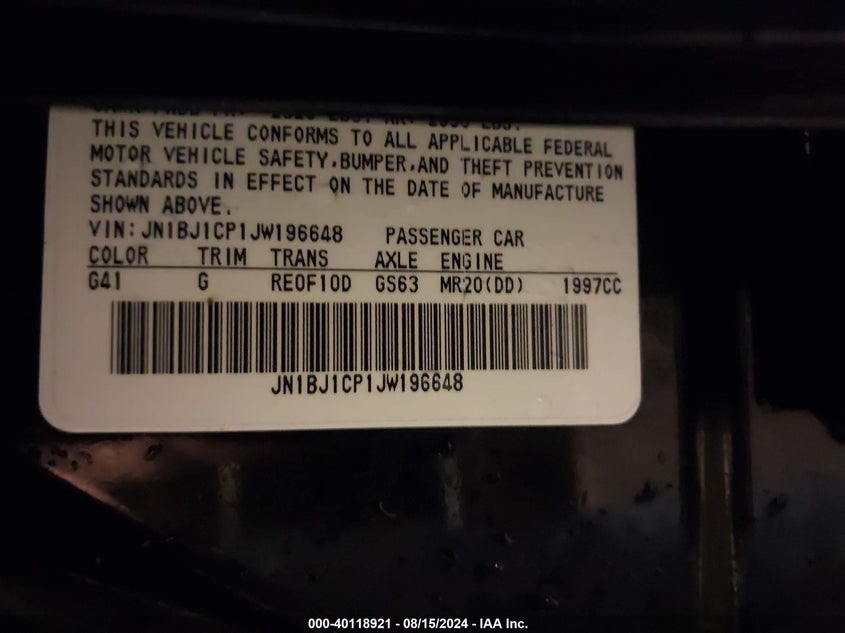 THIS VEHICLE CONFORMS TO ALL APPLICABLE FEDERAL
MOTOR VEHICLE SAFETY,BUMPER,AND THEFT PREVENTION
STANDARDS IN EFFECT ON THE DATE OF MANUFACTURE
SHOWN ABOVE.
VIN:JN1BJ1CP1JW196648 PASSENGER CAR
COLOR TRIM TRANS AXLE ENGINE
G41 G RE0F10D GS63 MR20(DD) 1997CC
JN1BJ1CP1JW196648
000-40118921 - 08/15/2024 - IAA Inc.